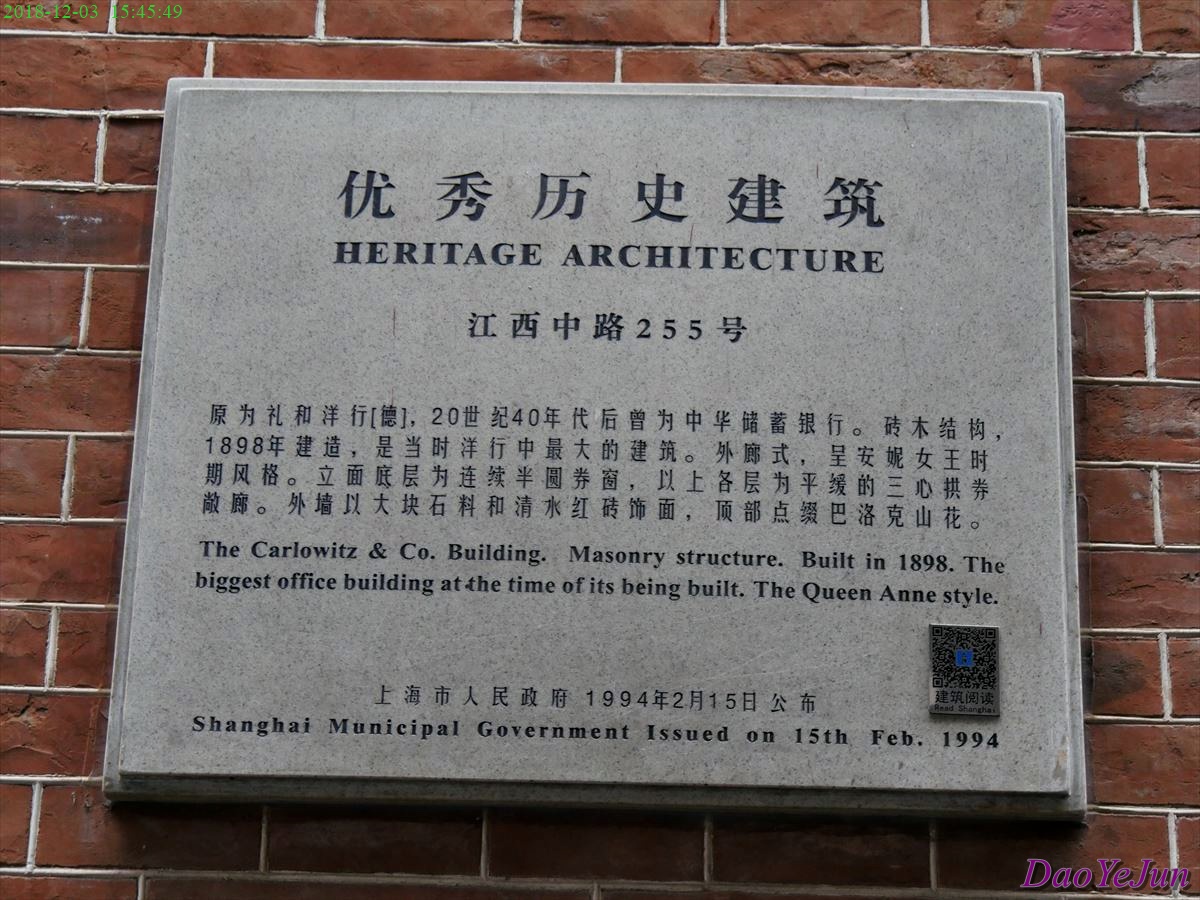 2018-12-03 15:45:49
优秀历史建筑
HERITAGE ARCHITECTURE
江西中路255号
原为礼和洋行[德]，20世纪40年代后曾为中华储蓄银行。砖木结构，
1898年建造，是当时洋行中最大的建筑。外廊式，呈安妮女王时
期风格。立面底层为连续半圆券窗，以上各层为平缓的三心拱券
敞廊。外墙以大块石料和清水红砖饰面，顶部点缀巴洛克山花。
The Carlowitz & Co. Building. Masonry structure. Built in 1898. The
biggest office building at the time of its being built. The Queen Anne style.
建筑阅读
Read Shanghai
上海市人民政府 1994年2月15日公布
Shanghai Municipal Government Issued on 15th Feb. 1994
DaoYeJun